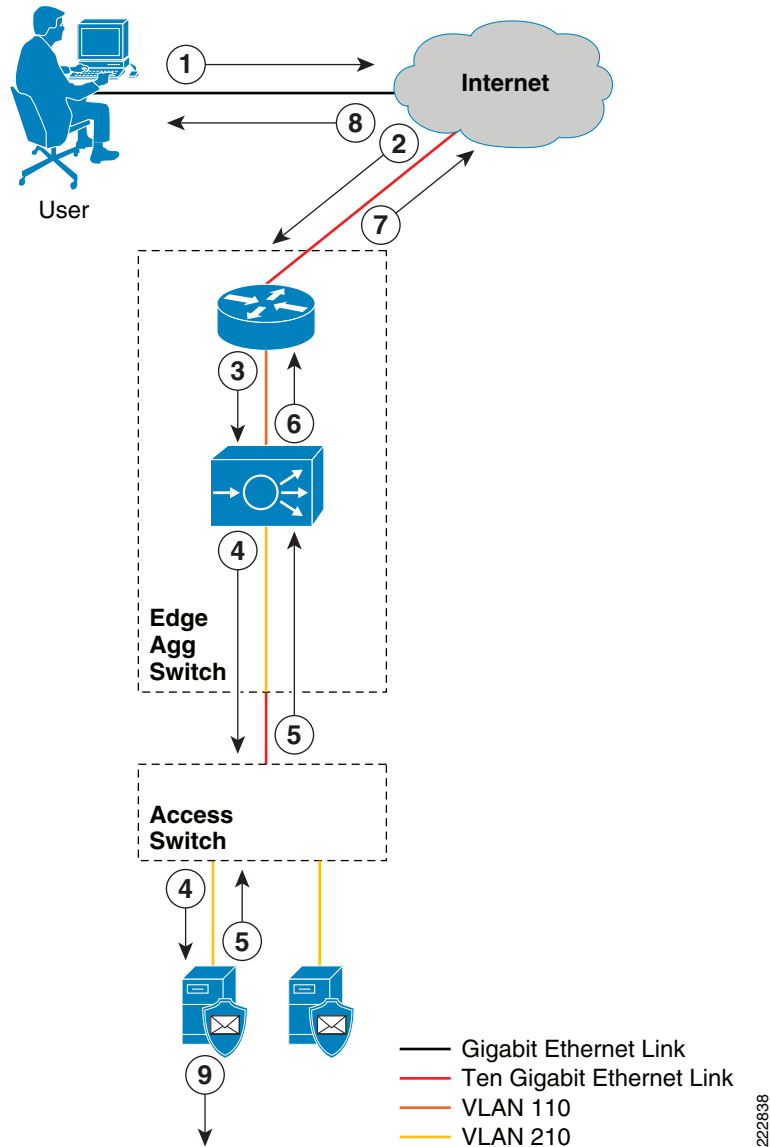 1
Internet
8
2
User
7
3
6
4
Edge
Agg
Switch
5
Access
Switch
4
5
9
Gigabit Ethernet Link
Ten Gigabit Ethernet Link
VLAN 110
VLAN 210
222838